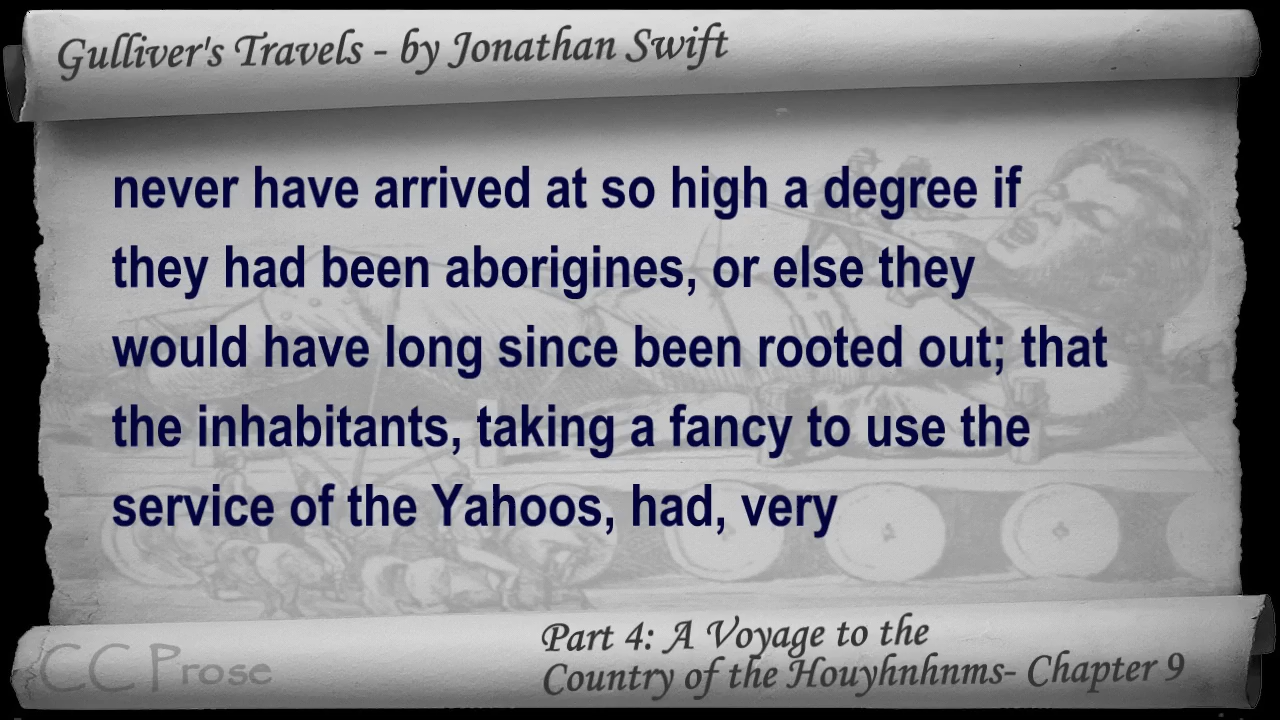 Gulliver's Travels - by Jonathan Swift
never have arrived at so high a degree if
they had been aborigines, or else they
would have long since been rooted out; that
the inhabitants, taking a fancy to use the
service of the Yahoos, had, very
CC Prose
Part 4: A Voyage to the
Country of the Houyhnhnms- Chapter 9